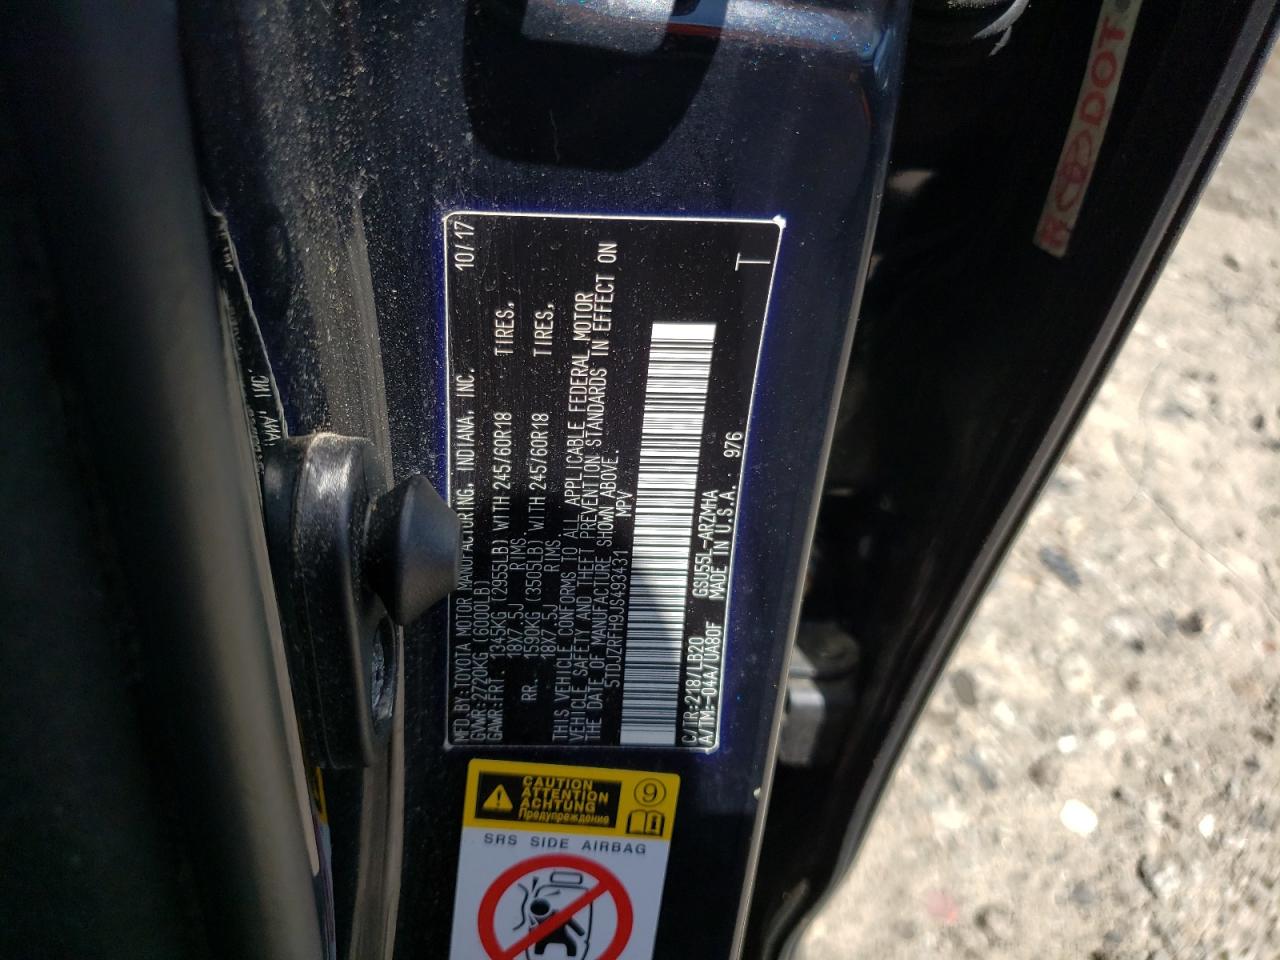 MFD.BY:TOYOTA MOTOR MANUFACTURING, INDIANA, INC. 10/17
GVWR:2720KG (6000LB)
GAWR:FRT. 1345KG (2955LB) WITH 245/60R18 TIRES,
18X7.5J RIMS.
RR. 1590KG (3505LB) WITH 245/60R18 TIRES,
18X7.5J RIMS.
THIS VEHICLE CONFORMS TO ALL APPLICABLE FEDERAL MOTOR
VEHICLE SAFETY AND THEFT PREVENTION STANDARDS IN EFFECT ON
THE DATE OF MANUFACTURE SHOWN ABOVE.
5TDJZRFH9JS493431 MPV
C/TR:218/LB20 GSU55L-ARZMHA
A/TM:-04A/UA80F MADE IN U.S.A. 976
T
CAUTION
ATTENTION
ACHTUNG
Предупреждение
9
SRS SIDE AIRBAG
DOT
INC.